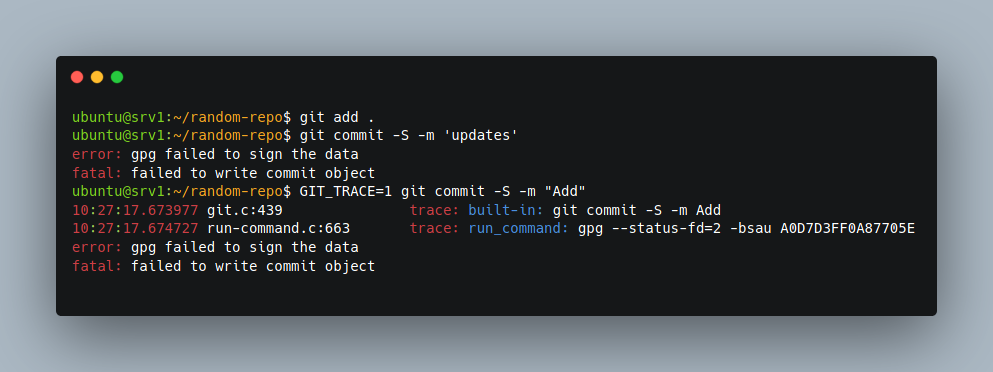 ubuntu@srv1:~/random-repo$ git add .
ubuntu@srv1:~/random-repo$ git commit -S -m 'updates'
error: gpg failed to sign the data
fatal: failed to write commit object
ubuntu@srv1:~/random-repo$ GIT_TRACE=1 git commit -S -m "Add"
10:27:17.673977 git.c:439               trace: built-in: git commit -S -m Add
10:27:17.674727 run-command.c:663       trace: run_command: gpg --status-fd=2 -bsau A0D7D3FF0A87705E
error: gpg failed to sign the data
fatal: failed to write commit object